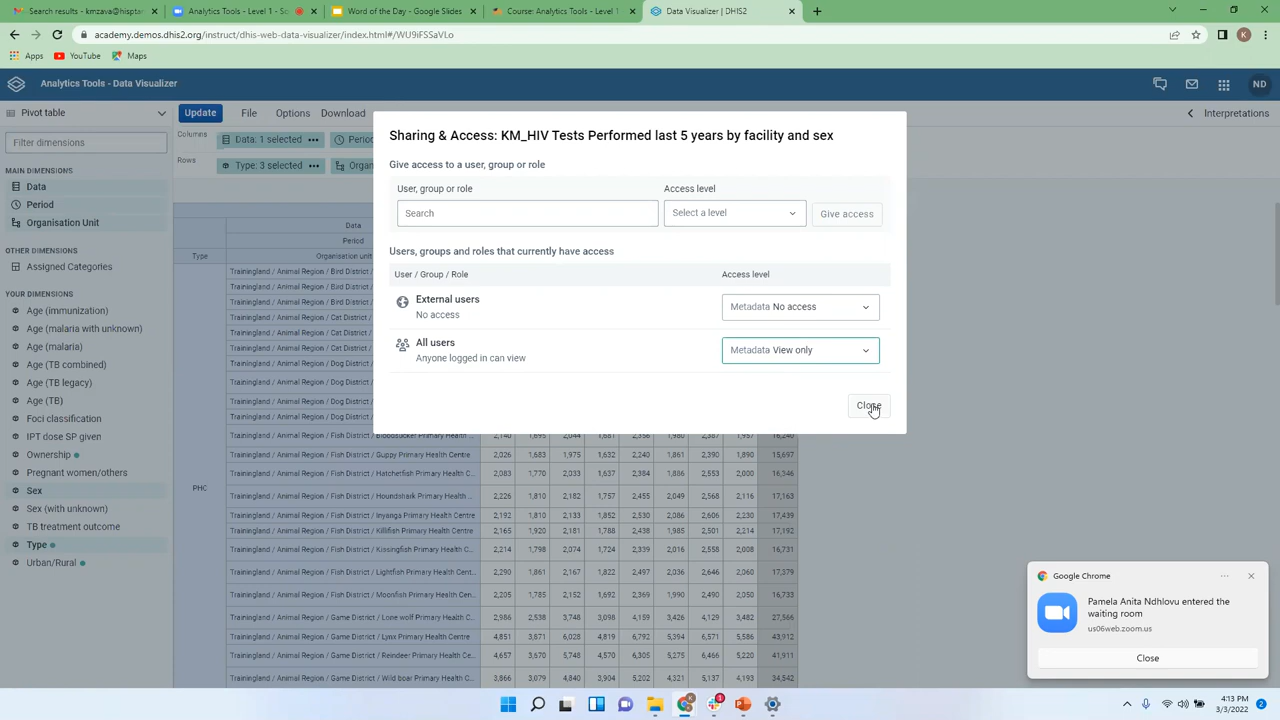 Search results - kmzava@hispta
Analytics Tools - Level 1 - v1
Word of the Day - Google Slides
Course: Analytics Tools - Level 1
Data Visualizer | DHIS2
academy.demos.dhis2.org/instruct/dhis-web-data-visualizer/index.html#/WU9iFSSaVLo
K
Apps
YouTube
Maps
Analytics Tools - Data Visualizer
ND
Pivot table
Update
File
Options
Download
Interpretations
Filter dimensions
Columns
Data: 1 selected
Period
Rows
Type: 3 selected
Organ
MAIN DIMENSIONS
Data
Period
Organisation Unit
OTHER DIMENSIONS
Assigned Categories
YOUR DIMENSIONS
Age (immunization)
Age (malaria with unknown)
Age (malaria)
Age (TB combined)
Age (TB legacy)
Age (TB)
Foci classification
IPT dose SP given
Ownership
Pregnant women/others
Sex
Sex (with unknown)
TB treatment outcome
Type
Urban/Rural
Sharing & Access: KM_HIV Tests Performed last 5 years by facility and sex
Give access to a user, group or role
User, group or role
Access level
Search
Select a level
Give access
Users, groups and roles that currently have access
User / Group / Role
Access level
External users
No access
Metadata No access
All users
Anyone logged in can view
Metadata View only
Close
Data
Period
Type
Organisation unit
Trainingland / Animal Region / Bird District /
Trainingland / Animal Region / Bird District /
Trainingland / Animal Region / Bird District /
Trainingland / Animal Region / Cat District /
Trainingland / Animal Region / Cat District /
Trainingland / Animal Region / Cat District /
Trainingland / Animal Region / Dog District /
Trainingland / Animal Region / Dog District /
Trainingland / Animal Region / Dog District /
Trainingland / Animal Region / Fish District / Bloodsucker Primary Health ... 2,140 1,695 2,044 1,681 2,356 1,980 2,387 1,957 16,240
Trainingland / Animal Region / Fish District / Guppy Primary Health Centre 2,026 1,683 1,975 1,632 2,240 1,861 2,390 1,890 15,697
Trainingland / Animal Region / Fish District / Hatchetfish Primary Health C... 2,083 1,770 2,033 1,637 2,384 1,886 2,553 2,000 16,346
PHC
Trainingland / Animal Region / Fish District / Houndshark Primary Health ... 2,226 1,810 2,182 1,757 2,455 2,049 2,568 2,116 17,163
Trainingland / Animal Region / Fish District / Inyanga Primary Health Centre 2,192 1,810 2,133 1,852 2,530 2,086 2,606 2,230 17,439
Trainingland / Animal Region / Fish District / Killifish Primary Health Centre 2,165 1,920 2,181 1,788 2,438 1,985 2,501 2,214 17,192
Trainingland / Animal Region / Fish District / Kissingfish Primary Health C... 2,214 1,798 2,074 1,724 2,339 2,016 2,558 2,008 16,731
Trainingland / Animal Region / Fish District / Lightfish Primary Health Cen... 2,290 1,861 2,167 1,822 2,497 2,036 2,646 2,060 17,379
Trainingland / Animal Region / Fish District / Moonfish Primary Health Cen... 2,205 1,785 2,152 1,692 2,369 1,990 2,490 2,050 16,733
Trainingland / Animal Region / Game District / Lone wolf Primary Health C... 2,986 2,538 3,748 3,098 4,159 3,426 4,129 3,482 27,566
Trainingland / Animal Region / Game District / Lynx Primary Health Centre 4,851 3,571 6,028 4,819 6,792 5,394 6,571 5,586 43,912
Trainingland / Animal Region / Game District / Reindeer Primary Health Ce... 4,657 3,670 5,748 4,570 6,305 5,275 6,466 5,220 41,911
Trainingland / Animal Region / Game District / Wild boar Primary Health C... 3,866 3,079 4,840 3,904 5,202 4,321 5,137 4,193 34,542
Google Chrome
Pamela Anita Ndhlovu entered the
waiting room
us06web.zoom.us
Close
4:13 PM
3/3/2022